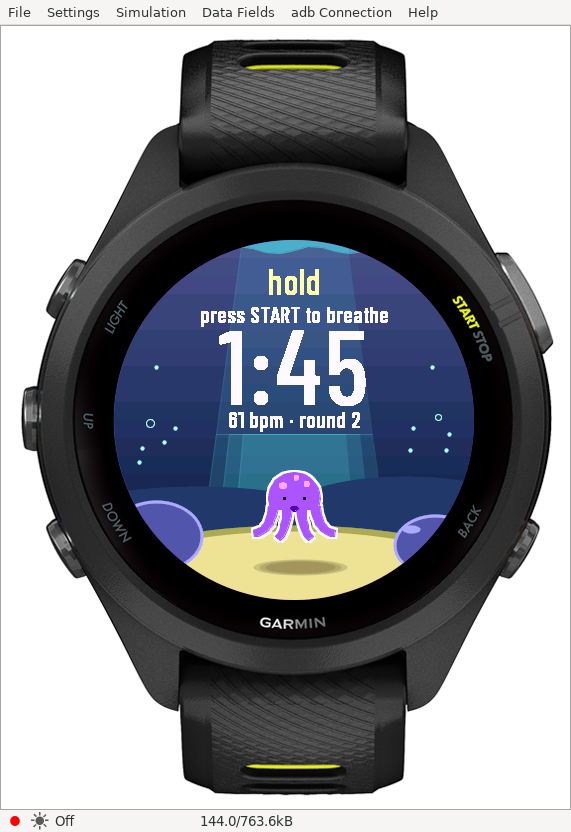 File Settings Simulation Data Fields adb Connection Help
hold
press START to breathe
1:45
61 bpm · round 2
LIGHT
START STOP
UP
DOWN
BACK
GARMIN
Off 144.0/763.6kB